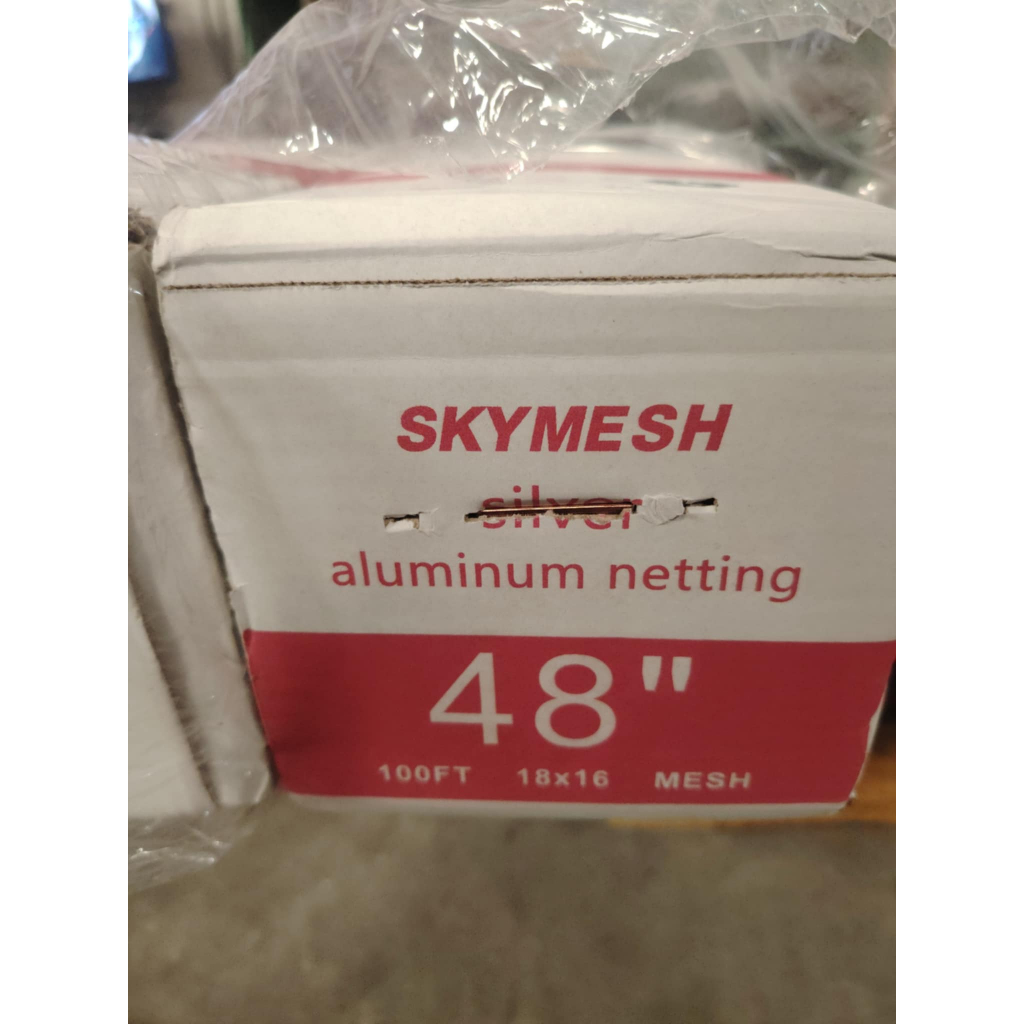 SKYMESH
silver
aluminum netting
48"
100FT 18x16 MESH